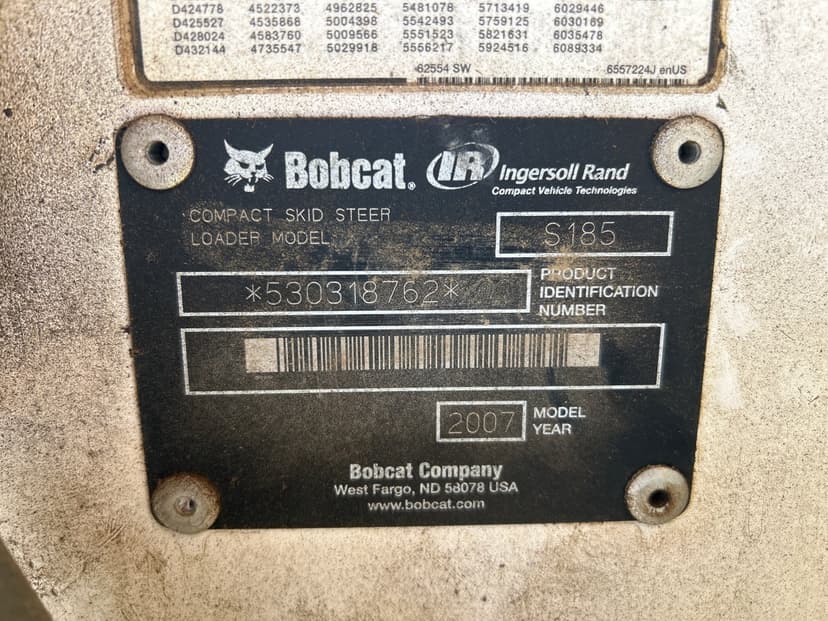 D424778 4522373 4962825 5481078 5713419 6029446
D425527 4535868 5004398 5542493 5759125 6030169
D428024 4583760 5009566 5551523 5821631 6035478
D432144 4735547 5029918 5556217 5924516 6089334
62554 SW 6557224J enUS
Bobcat® IR Ingersoll Rand
Compact Vehicle Technologies
COMPACT SKID STEER
LOADER MODEL S185
*530318762*
PRODUCT
IDENTIFICATION
NUMBER
2007
MODEL
YEAR
Bobcat Company
West Fargo, ND 58078 USA
www.bobcat.com